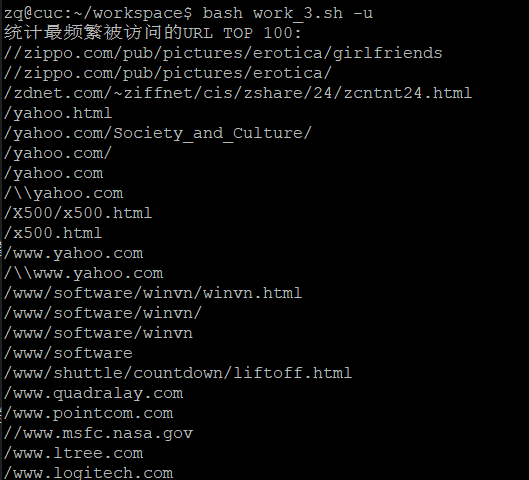 zq@cuc:~/workspace$ bash work_3.sh -u
统计最频繁被访问的URL TOP 100:
//zippo.com/pub/pictures/erotica/girlfriends
//zippo.com/pub/pictures/erotica/
/zdnet.com/~ziffnet/cis/zshare/24/zcntnt24.html
/yahoo.html
/yahoo.com/Society_and_Culture/
/yahoo.com/
/yahoo.com
/\\yahoo.com
/X500/x500.html
/x500.html
/www.yahoo.com
/\\www.yahoo.com
/www/software/winvn/winvn.html
/www/software/winvn/
/www/software/winvn
/www/software
/www/shuttle/countdown/liftoff.html
/www.quadralay.com
/www.pointcom.com
//www.msfc.nasa.gov
/www.ltree.com
/www.logitech.com